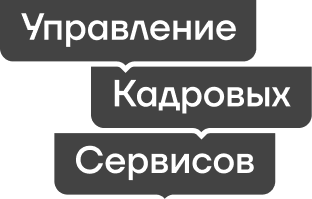 Управление
Кадровых
Сервисов